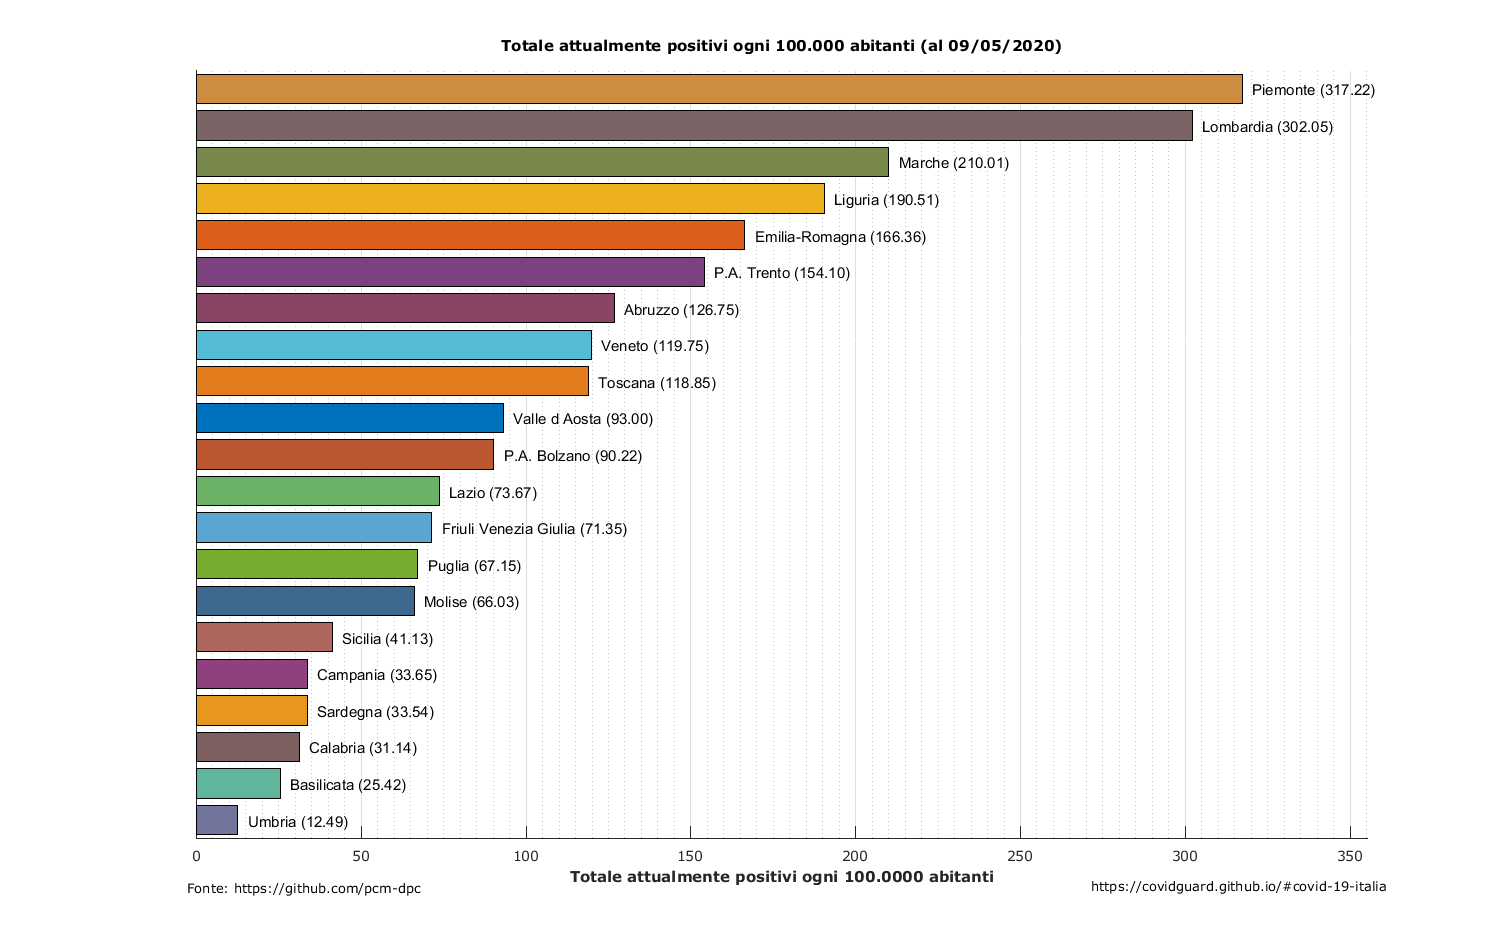 Totale attualmente positivi ogni 100.000 abitanti (al 09/05/2020)
Piemonte (317.22)
Lombardia (302.05)
Marche (210.01)
Liguria (190.51)
Emilia-Romagna (166.36)
P.A. Trento (154.10)
Abruzzo (126.75)
Veneto (119.75)
Toscana (118.85)
Valle d Aosta (93.00)
P.A. Bolzano (90.22)
Lazio (73.67)
Friuli Venezia Giulia (71.35)
Puglia (67.15)
Molise (66.03)
Sicilia (41.13)
Campania (33.65)
Sardegna (33.54)
Calabria (31.14)
Basilicata (25.42)
Umbria (12.49)
0 50 100 150 200 250 300 350
Totale attualmente positivi ogni 100.0000 abitanti
Fonte: https://github.com/pcm-dpc
https://covidguard.github.io/#covid-19-italia